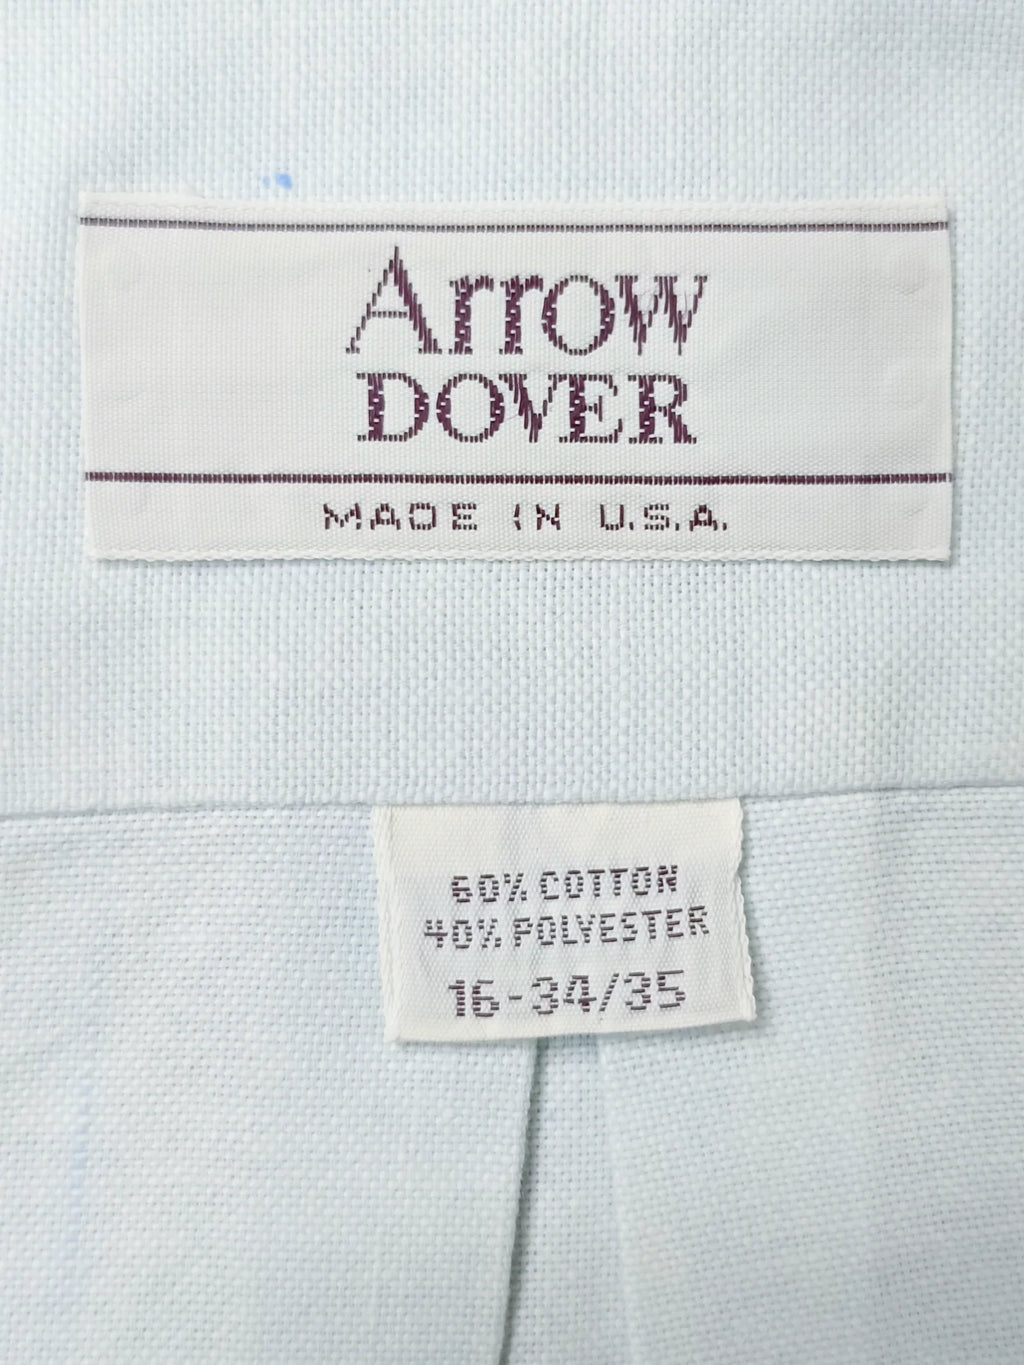 Arrow
DOVER
MADE IN U.S.A.
60% COTTON
40% POLYESTER
16-34/35